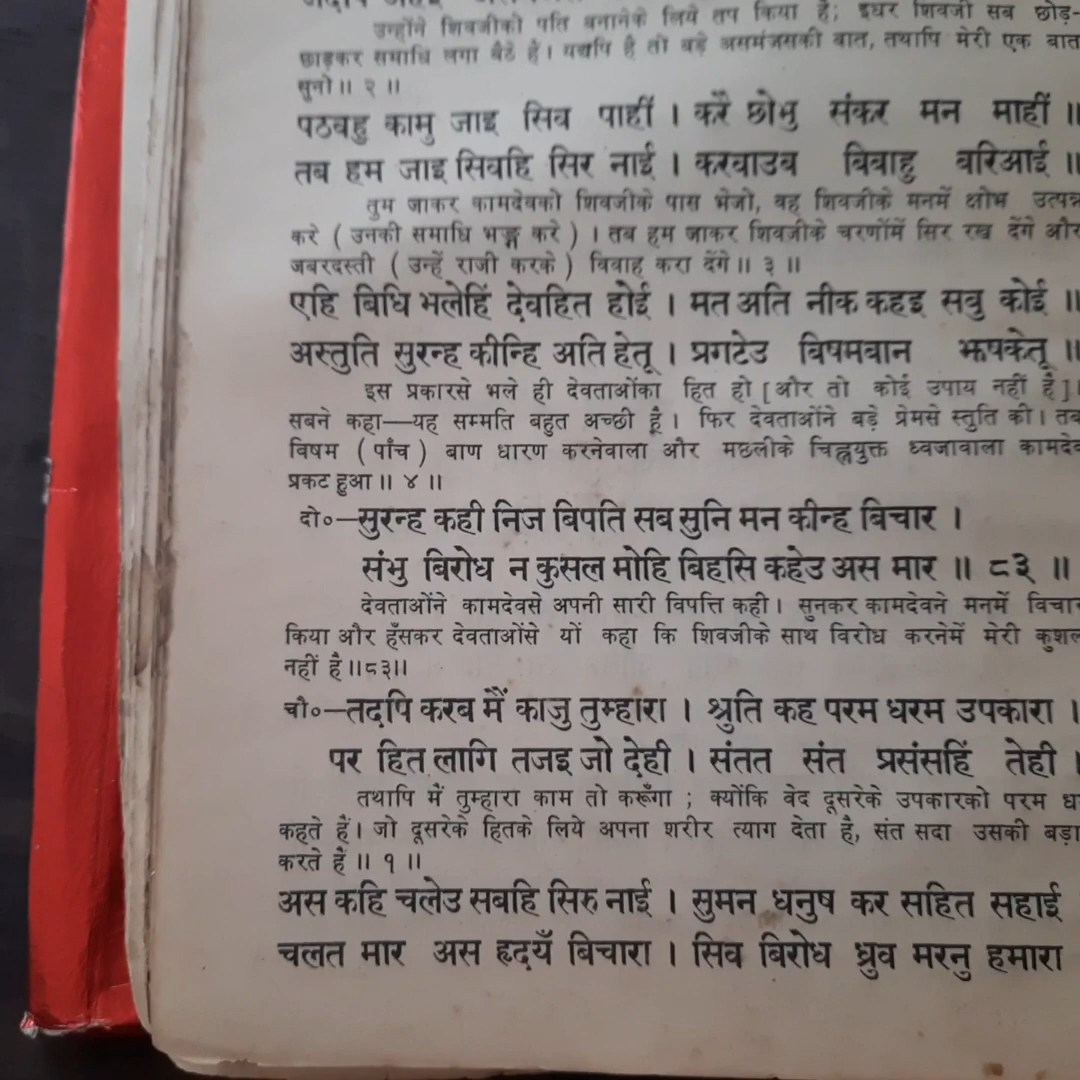 उन्होंने शिवजीको पति बनानेके लिये तप किया है; इधर शिवजी सब छोड़-
छाड़कर समाधि लगा बैठे हैं। यद्यपि है तो बड़े असमंजसकी बात, तथापि मेरी एक बात
सुनो॥ २ ॥
पठवहु कामु जाइ सिव पाहीं । करै छोभु संकर मन माहीं ॥
तब हम जाइ सिवहि सिर नाई । करवाउब बिबाहु बरिआई ॥
तुम जाकर कामदेवको शिवजीके पास भेजो, वह शिवजीके मनमें क्षोभ उत्पन्न
करे ( उनकी समाधि भङ्ग करे ) । तब हम जाकर शिवजीके चरणोंमें सिर रख देंगे और
जबरदस्ती ( उन्हें राजी करके ) विवाह करा देंगे॥ ३ ॥
एहि बिधि भलेहिं देवहित होई । मत अति नीक कहइ सबु कोई ॥
अस्तुति सुरन्ह कीन्हि अति हेतू । प्रगटेउ बिषमबान झषकेतू ॥
इस प्रकारसे भले ही देवताओंका हित हो [ और तो कोई उपाय नहीं है ]।
सबने कहा—यह सम्मति बहुत अच्छी है । फिर देवताओंने बड़े प्रेमसे स्तुति की। तब
विषम ( पाँच ) बाण धारण करनेवाला और मछलीके चिह्नयुक्त ध्वजावाला कामदेव
प्रकट हुआ॥ ४ ॥
दो०—सुरन्ह कही निज बिपति सब सुनि मन कीन्ह बिचार ।
संभु बिरोध न कुसल मोहि बिहसि कहेउ अस मार ॥ ८३ ॥
देवताओंने कामदेवसे अपनी सारी विपत्ति कही। सुनकर कामदेवने मनमें विचार
किया और हँसकर देवताओंसे यों कहा कि शिवजीके साथ विरोध करनेमें मेरी कुशल
नहीं है॥८३॥
चौ०—तदपि करब मैं काजु तुम्हारा । श्रुति कह परम धरम उपकारा ।
पर हित लागि तजइ जो देही । संतत संत प्रसंसहिं तेही ।
तथापि मैं तुम्हारा काम तो करूँगा ; क्योंकि वेद दूसरेके उपकारको परम ध
कहते हैं। जो दूसरेके हितके लिये अपना शरीर त्याग देता है, संत सदा उसकी बड़ा
करते हैं॥ १ ॥
अस कहि चलेउ सबहि सिरु नाई । सुमन धनुष कर सहित सहाई
चलत मार अस हृदयँ बिचारा । सिव बिरोध ध्रुव मरनु हमारा